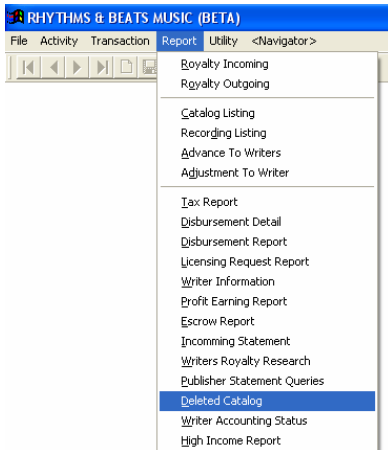 RHYTHMS & BEATS MUSIC (BETA)
File Activity Transaction Report Utility <Navigator>
Royalty Incoming
Royalty Outgoing
Catalog Listing
Recording Listing
Advance To Writers
Adjustment To Writer
Tax Report
Disbursement Detail
Disbursement Report
Licensing Request Report
Writer Information
Profit Earning Report
Escrow Report
Incomming Statement
Writers Royalty Research
Publisher Statement Queries
Deleted Catalog
Writer Accounting Status
High Income Report